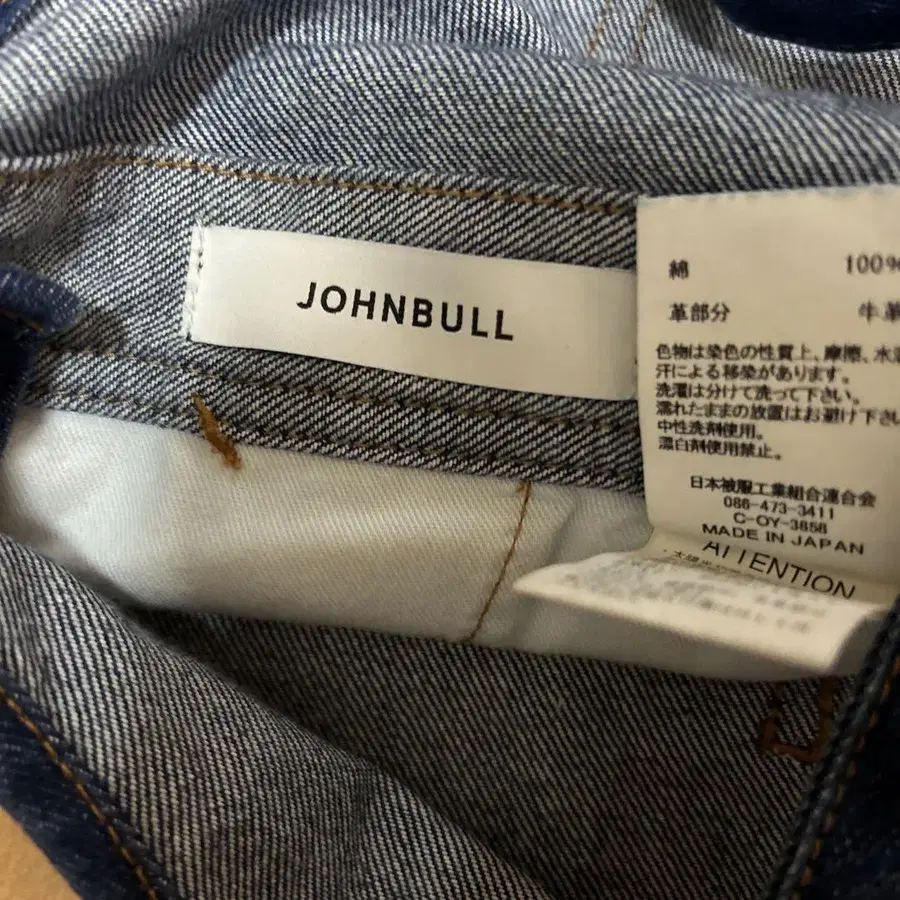 JOHNBULL
綿 100%
革部分 牛革
色物は染色の性質上、摩擦、水
汗による移染があります。
洗濯は分けて洗って下さい。
濡れたままの放置はお避け下さい
中性洗剤使用。
漂白剤使用禁止。
日本被服工業組合連合会
086-473-3411
C-OY-3858
MADE IN JAPAN
ATTENTION